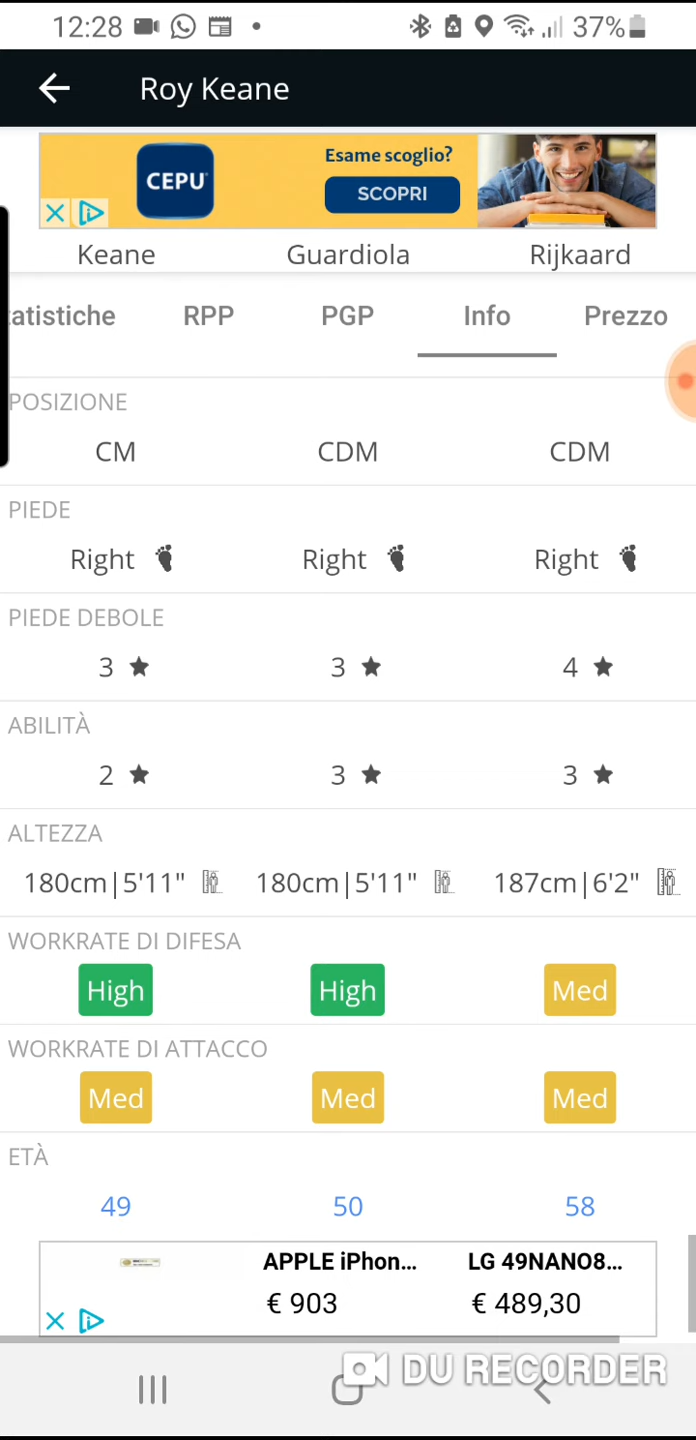 12:28 37%
Roy Keane
CEPU
Esame scoglio?
SCOPRI
Keane Guardiola Rijkaard
tatistiche RPP PGP Info Prezzo
POSIZIONE
CM CDM CDM
PIEDE
Right Right Right
PIEDE DEBOLE
3 3 4
ABILITÀ
2 3 3
ALTEZZA
180cm|5'11" 180cm|5'11" 187cm|6'2"
WORKRATE DI DIFESA
High High Med
WORKRATE DI ATTACCO
Med Med Med
ETÀ
49 50 58
APPLE iPhon... LG 49NANO8...
€ 903 € 489,30
DU RECORDER